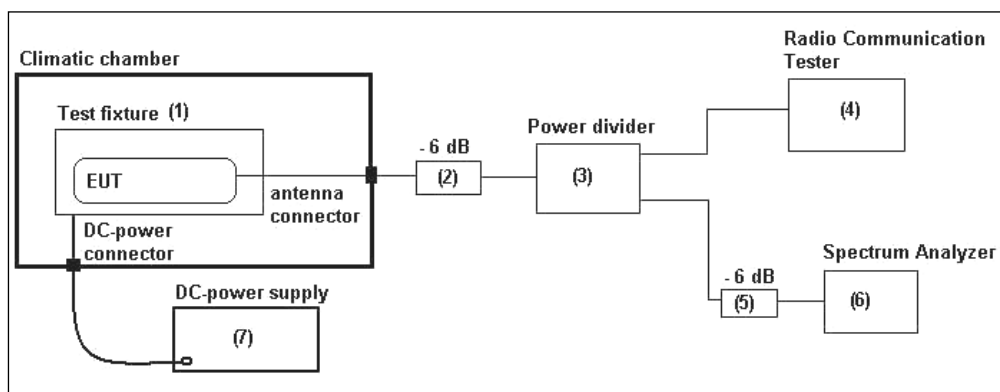 Climatic chamber
Test fixture (1)
EUT
antenna
connector
DC-power
connector
DC-power supply
(7)
- 6 dB
(2)
Power divider
(3)
Radio Communication
Tester
(4)
- 6 dB
(5)
Spectrum Analyzer
(6)